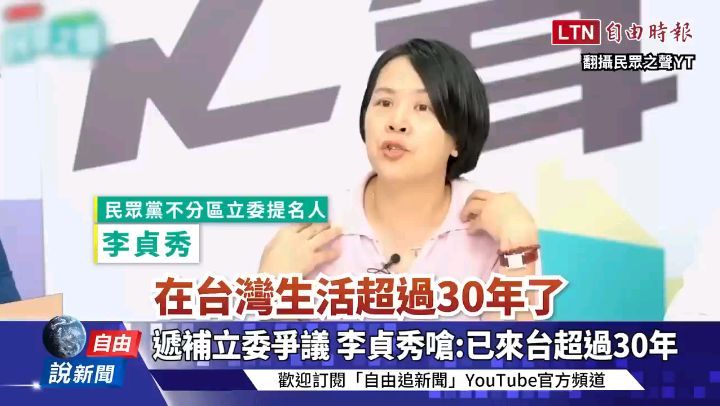 LTN 自由時報
翻攝民眾之聲YT
之聲
民眾黨不分區立委提名人
李貞秀
在台灣生活超過30年了
自由
說新聞
遞補立委爭議 李貞秀嗆:已來台超過30年
歡迎訂閱「自由追新聞」YouTube官方頻道